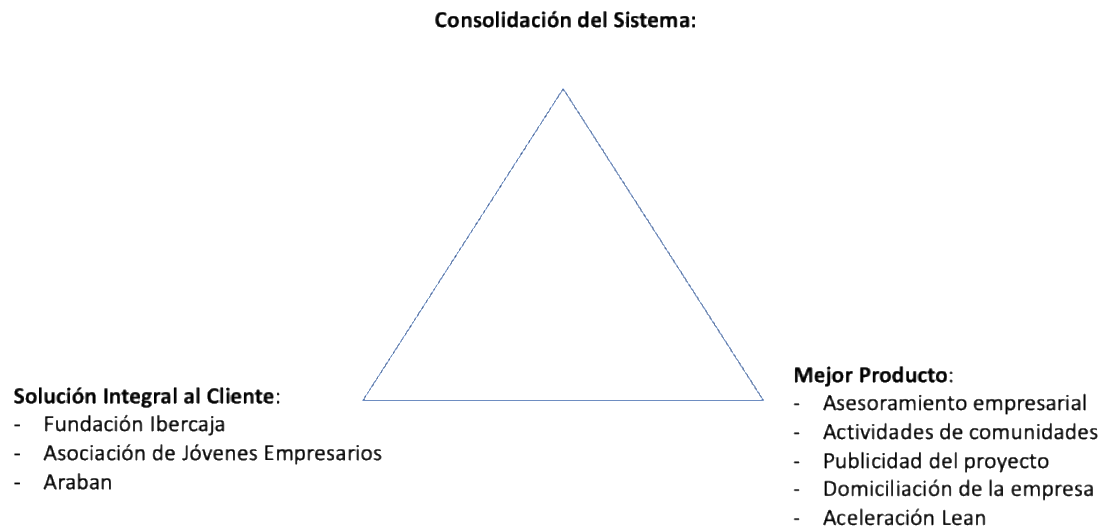 Consolidación del Sistema:
Solución Integral al Cliente:
- Fundación Ibercaja
- Asociación de Jóvenes Empresarios
- Araban
Mejor Producto:
- Asesoramiento empresarial
- Actividades de comunidades
- Publicidad del proyecto
- Domiciliación de la empresa
- Aceleración Lean